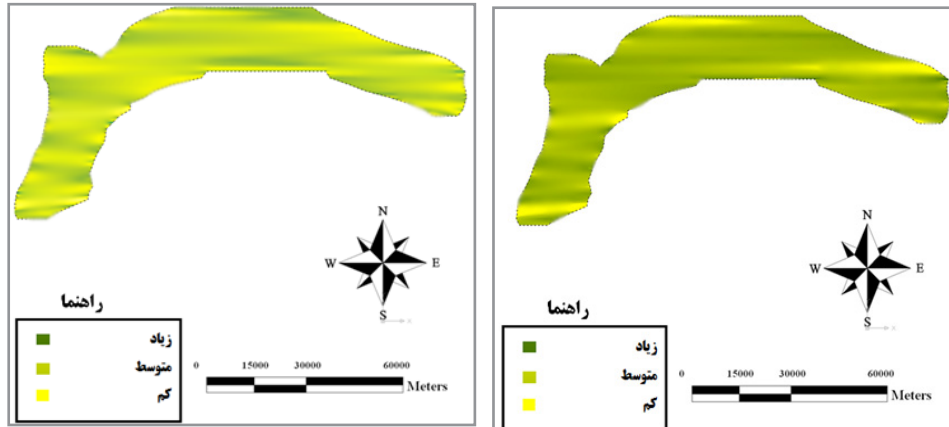 N
W E
S
راهنما
زیاد
متوسط
کم
0 15000 30000 60000
Meters
N
W E
S
راهنما
زیاد
متوسط
کم
0 15000 30000 60000
Meters